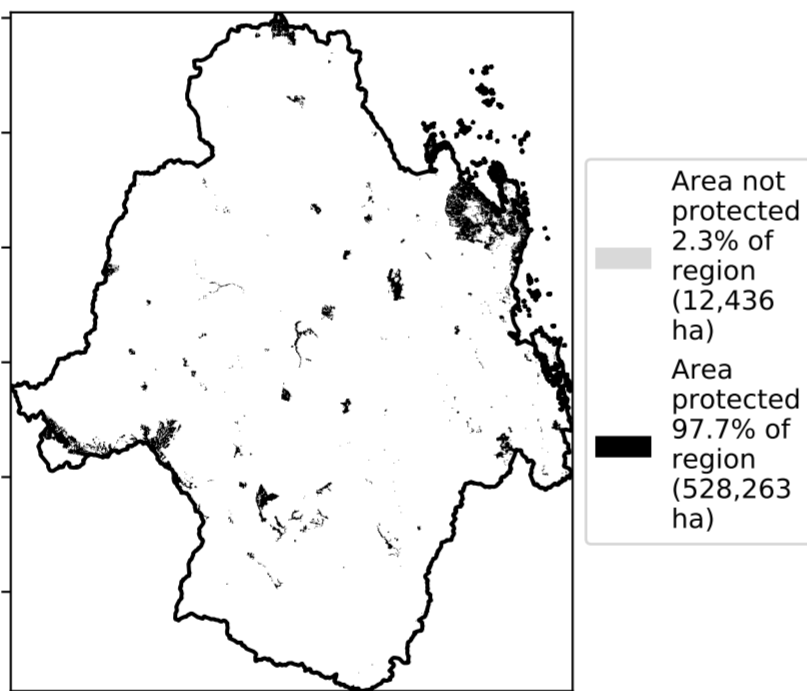 Area not
protected
2.3% of
region
(12,436
ha)
Area
protected
97.7% of
region
(528,263
ha)